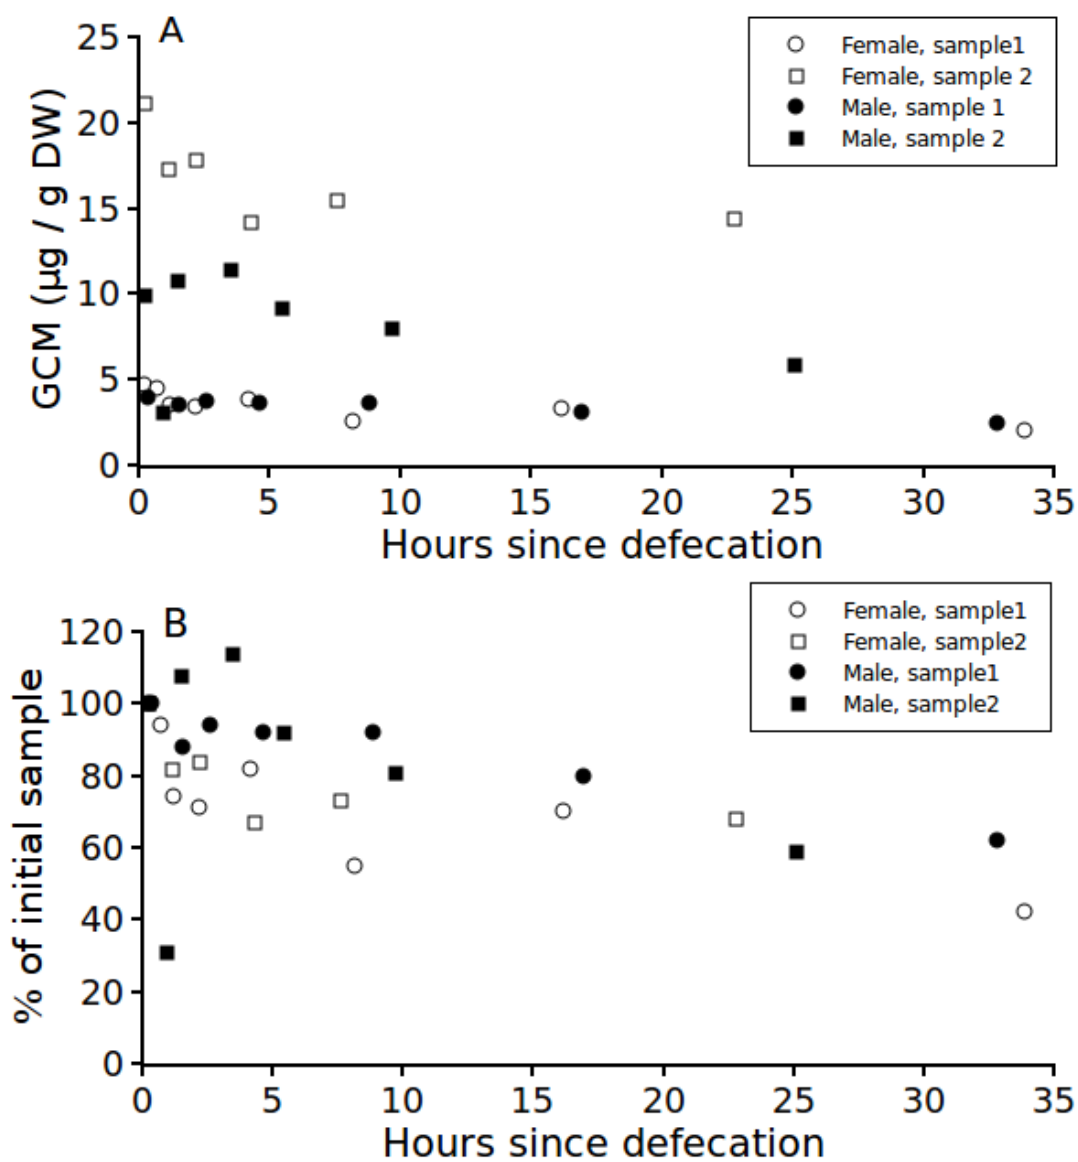 A
25
20
15
10
5
0
GCM (µg / g DW)
0 5 10 15 20 25 30 35
Hours since defecation
Female, sample1
Female, sample 2
Male, sample 1
Male, sample 2
B
120
100
80
60
40
20
0
% of initial sample
0 5 10 15 20 25 30 35
Hours since defecation
Female, sample1
Female, sample2
Male, sample1
Male, sample2